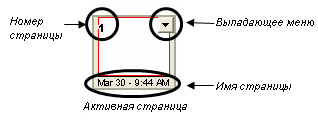 Номер
страницы
1
Выпадающее меню
Mar 30 - 9:44 AM
Имя страницы
Активная страница